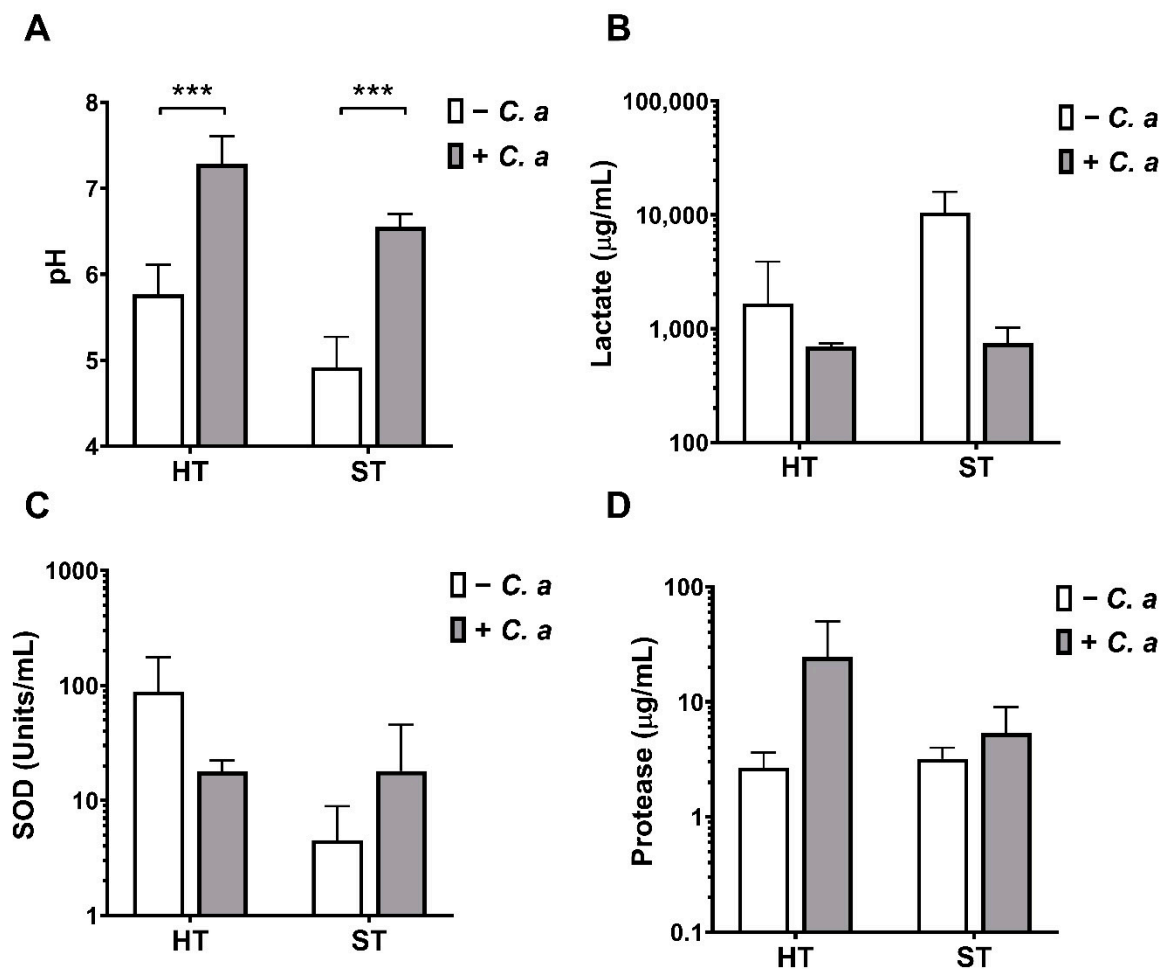 A
pH
8
7
6
5
4
***
***
HT
ST
– C. a
+ C. a
B
Lactate (µg/mL)
100,000
10,000
1,000
100
HT
ST
– C. a
+ C. a
C
SOD (Units/mL)
1000
100
10
1
HT
ST
– C. a
+ C. a
D
Protease (µg/mL)
100
10
1
0.1
HT
ST
– C. a
+ C. a